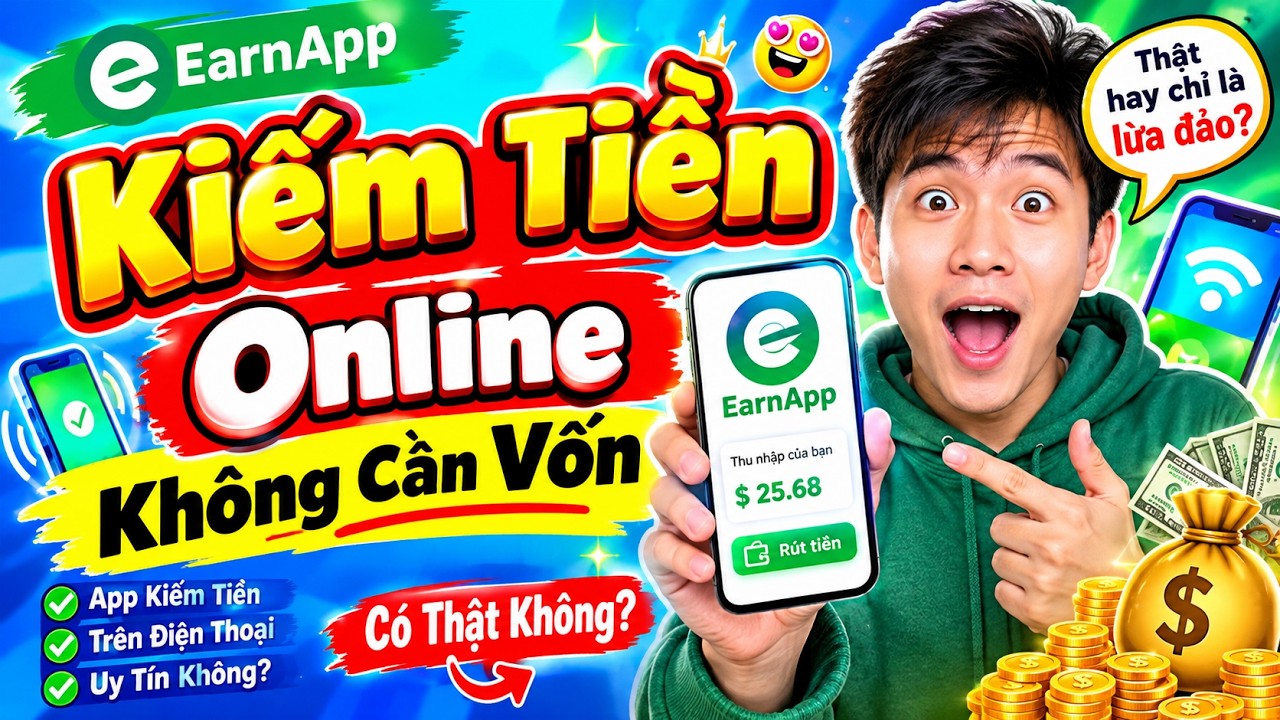 e EarnApp
Kiếm Tiền
Online
Không Cần Vốn
App Kiếm Tiền
Trên Điện Thoại
Uy Tín Không?
Có Thật Không?
e
EarnApp
Thu nhập của bạn
$ 25.68
Rút tiền
Thật
hay chỉ là
lừa đảo?
$